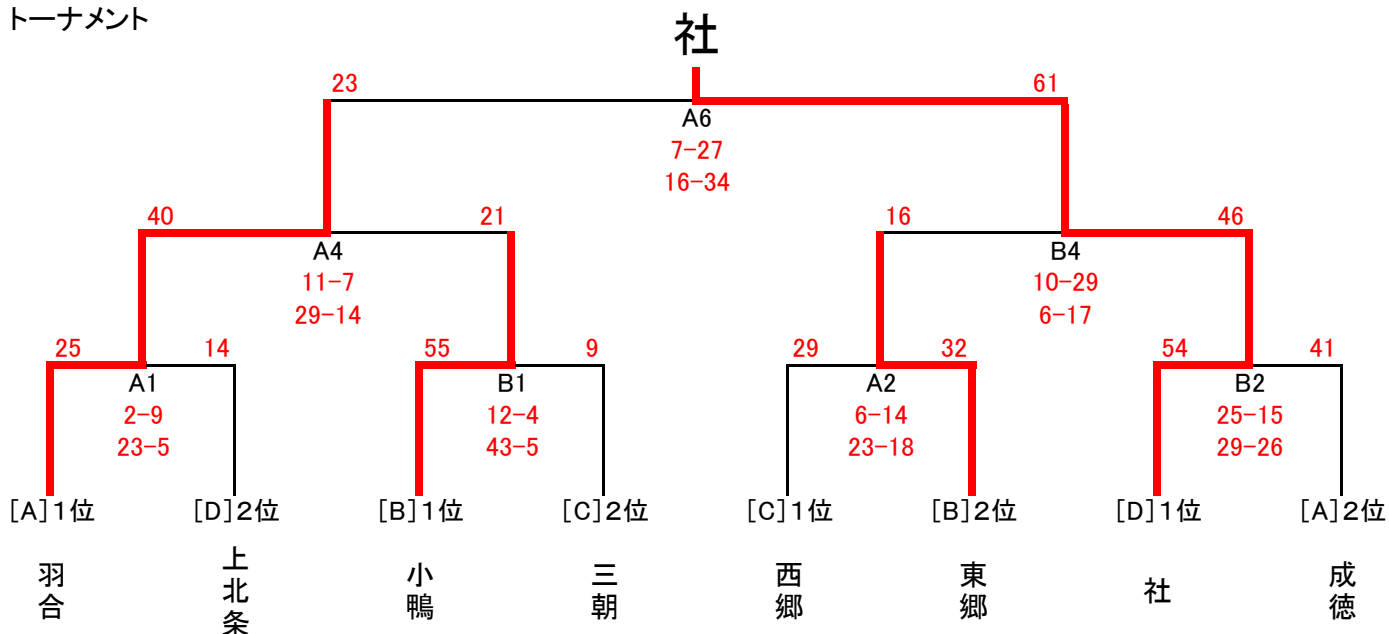 トーナメント
社
23
61
A6
7-27
16-34
40
21
16
46
A4
B4
11-7
10-29
29-14
6-17
25
14
55
9
29
32
54
41
A1
B1
A2
B2
2-9
12-4
6-14
25-15
23-5
43-5
23-18
29-26
[A]1位
[D]2位
[B]1位
[C]2位
[C]1位
[B]2位
[D]1位
[A]2位
羽合
上北条
小鴨
三朝
西郷
東郷
社
成徳